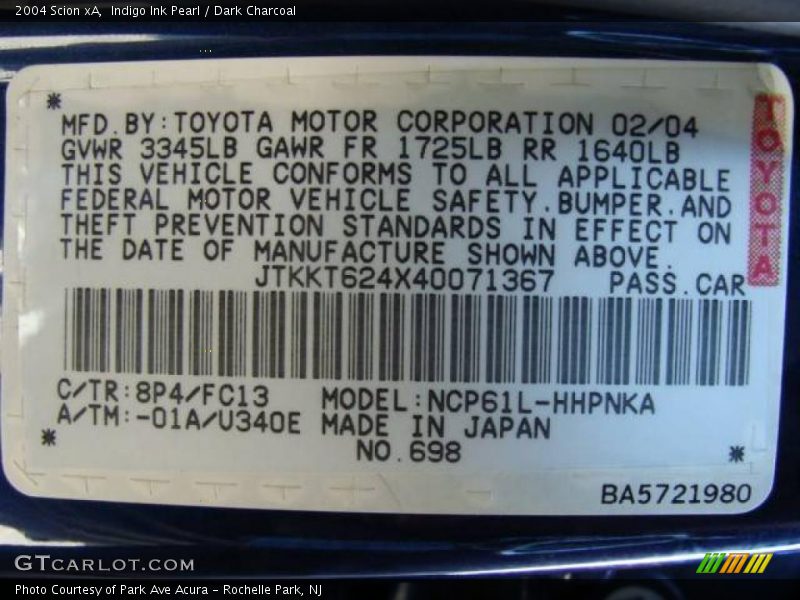 2004 Scion xA, Indigo Ink Pearl / Dark Charcoal
MFD.BY:TOYOTA MOTOR CORPORATION 02/04
GVWR 3345LB GAWR FR 1725LB RR 1640LB
THIS VEHICLE CONFORMS TO ALL APPLICABLE
FEDERAL MOTOR VEHICLE SAFETY.BUMPER.AND
THEFT PREVENTION STANDARDS IN EFFECT ON
THE DATE OF MANUFACTURE SHOWN ABOVE.
JTKKT624X40071367 PASS.CAR
TOYOTA
C/TR:8P4/FC13 MODEL:NCP61L-HHPNKA
A/TM:-01A/U340E MADE IN JAPAN
NO.698
BA5721980
GTCARLOT.COM
Photo Courtesy of Park Ave Acura - Rochelle Park, NJ